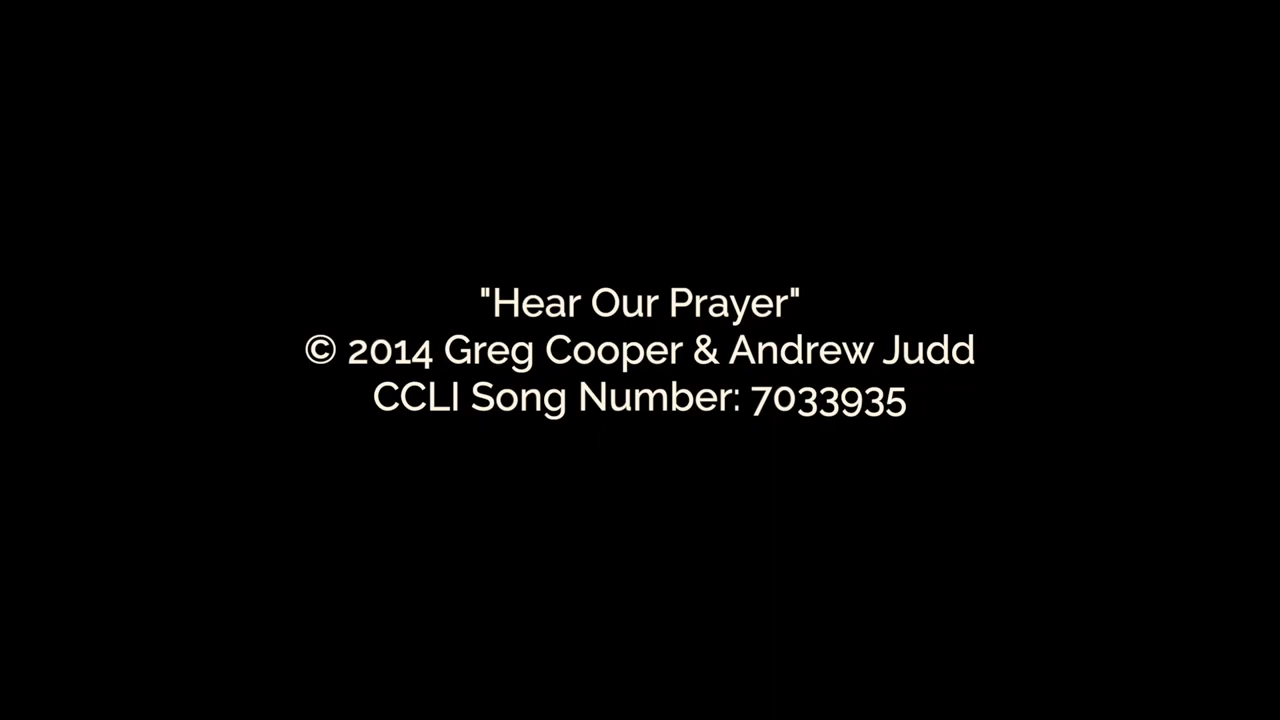 "Hear Our Prayer"
© 2014 Greg Cooper & Andrew Judd
CCLI Song Number: 7033935